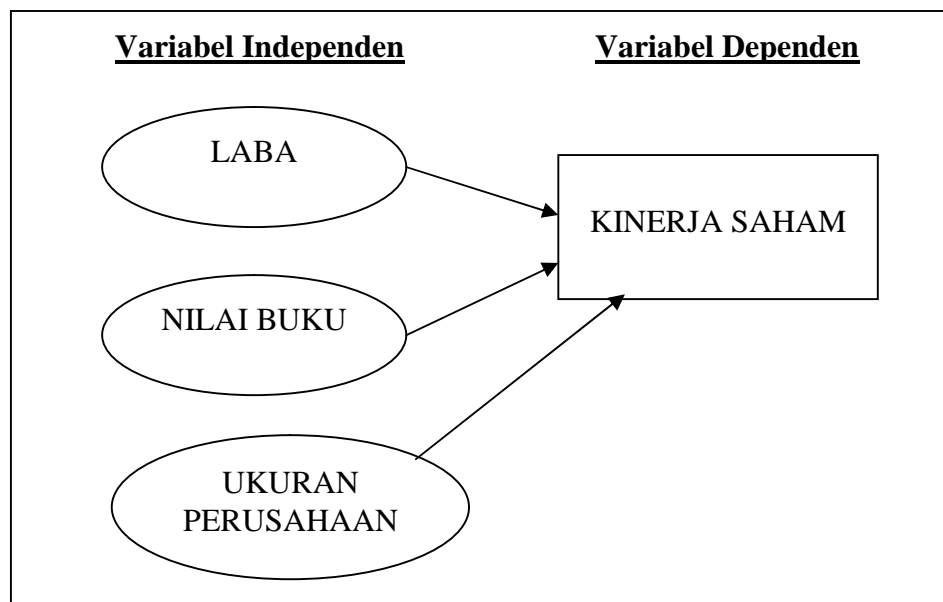 Variabel Independen
Variabel Dependen
LABA
KINERJA SAHAM
NILAI BUKU
UKURAN
PERUSAHAAN